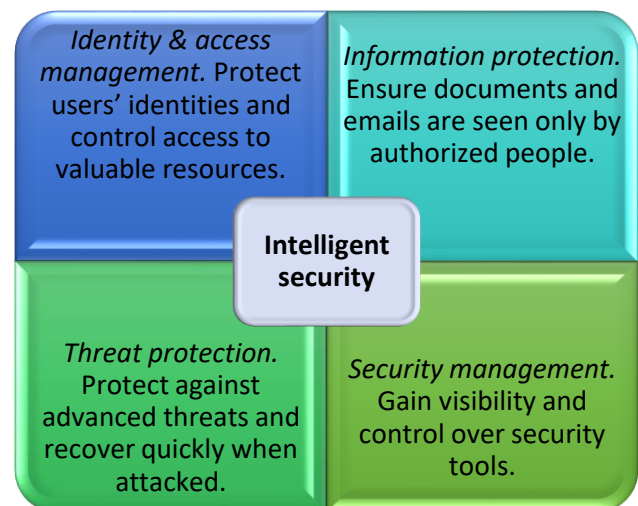 Identity & access
management. Protect
users’ identities and
control access to
valuable resources.
Information protection.
Ensure documents and
emails are seen only by
authorized people.
Intelligent
security
Threat protection.
Protect against
advanced threats and
recover quickly when
attacked.
Security management.
Gain visibility and
control over security
tools.